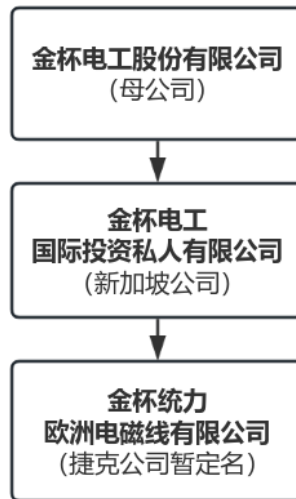 金杯电工股份有限公司
（母公司）
金杯电工
国际投资私人有限公司
（新加坡公司）
金杯统力
欧洲电磁线有限公司
（捷克公司暂定名）